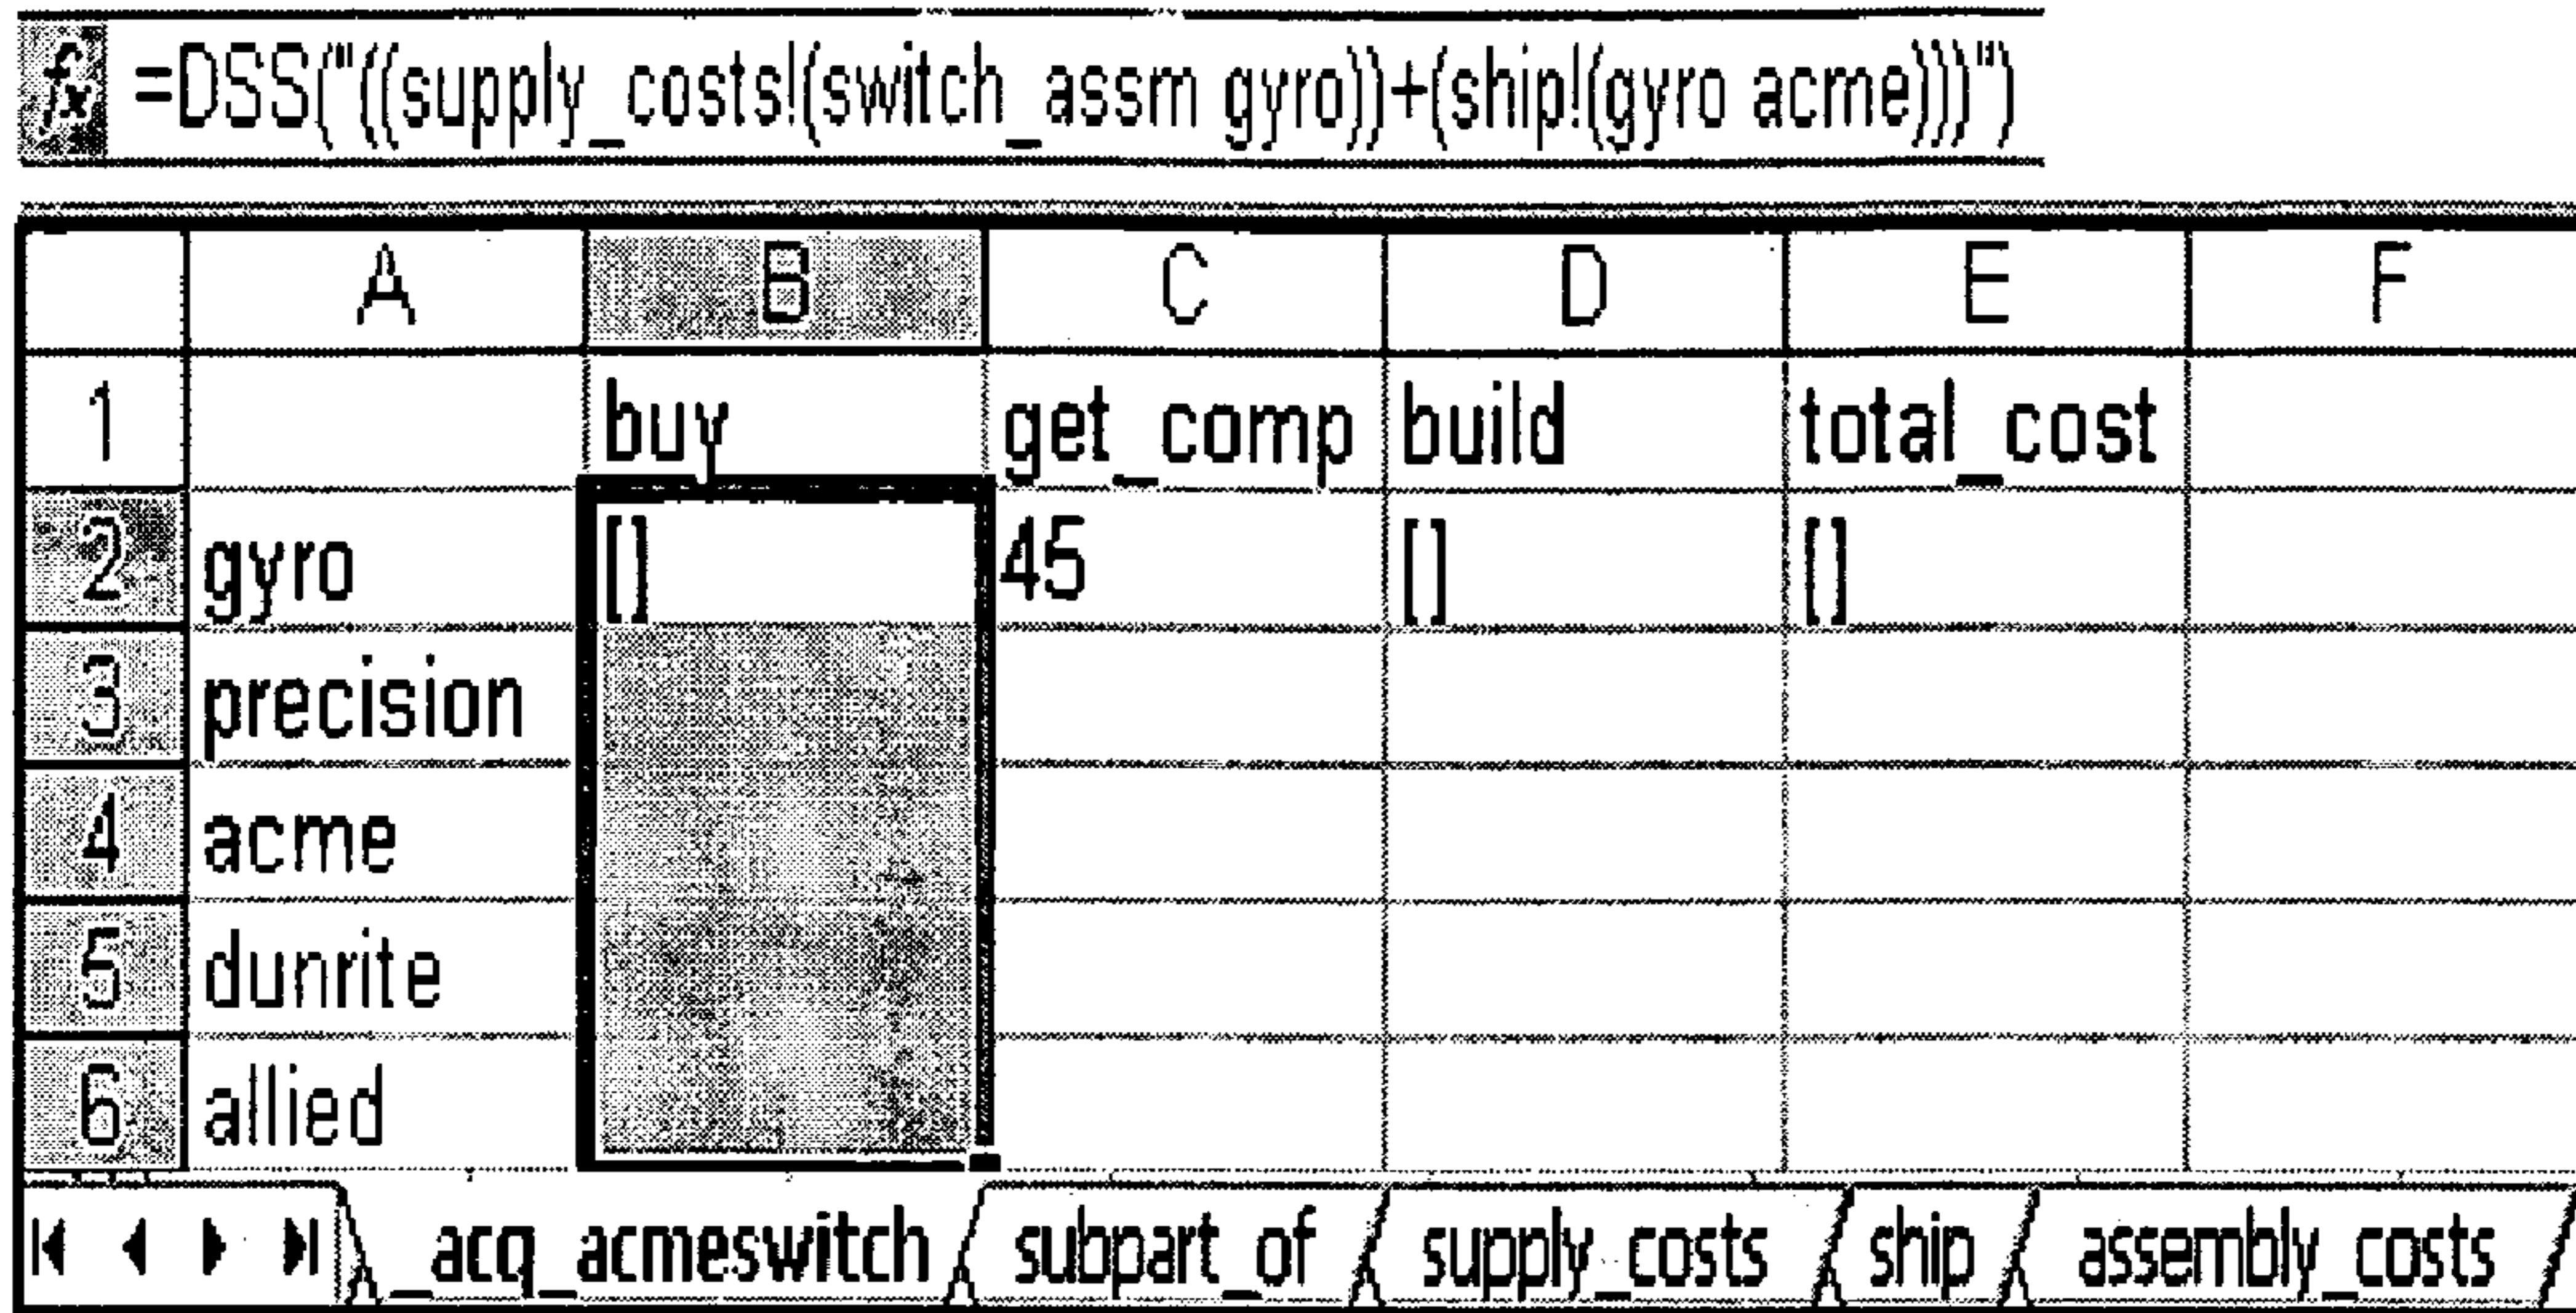 fx =DSS("((supply_costs!(switch_assm gyro))+(ship!(gyro acme)))")
A B C D E F
1 buy get_comp build total_cost
2 gyro [] 45 [] []
3 precision
4 acme
5 dunrite
6 allied
_acq_acmeswitch subpart_of supply_costs ship assembly_costs